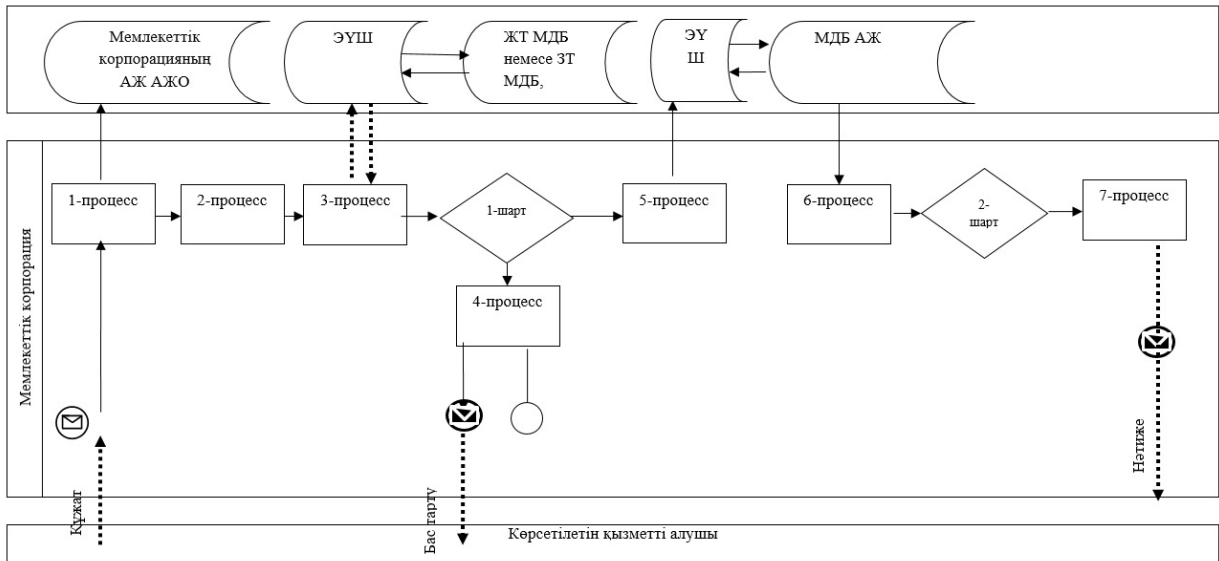 Мемлекеттік
корпорацияның
АЖ АЖО
ЭҮШ
ЖТ МДБ
немесе ЗТ
МДБ,
ЭҮ
Ш
МДБ АЖ
Мемлекеттік корпорация
1-процесс
2-процесс
3-процесс
1-шарт
5-процесс
6-процесс
2-
шарт
7-процесс
4-процесс
Құжат
Бас тарту
Нәтиже
Көрсетілетін қызметті алушы